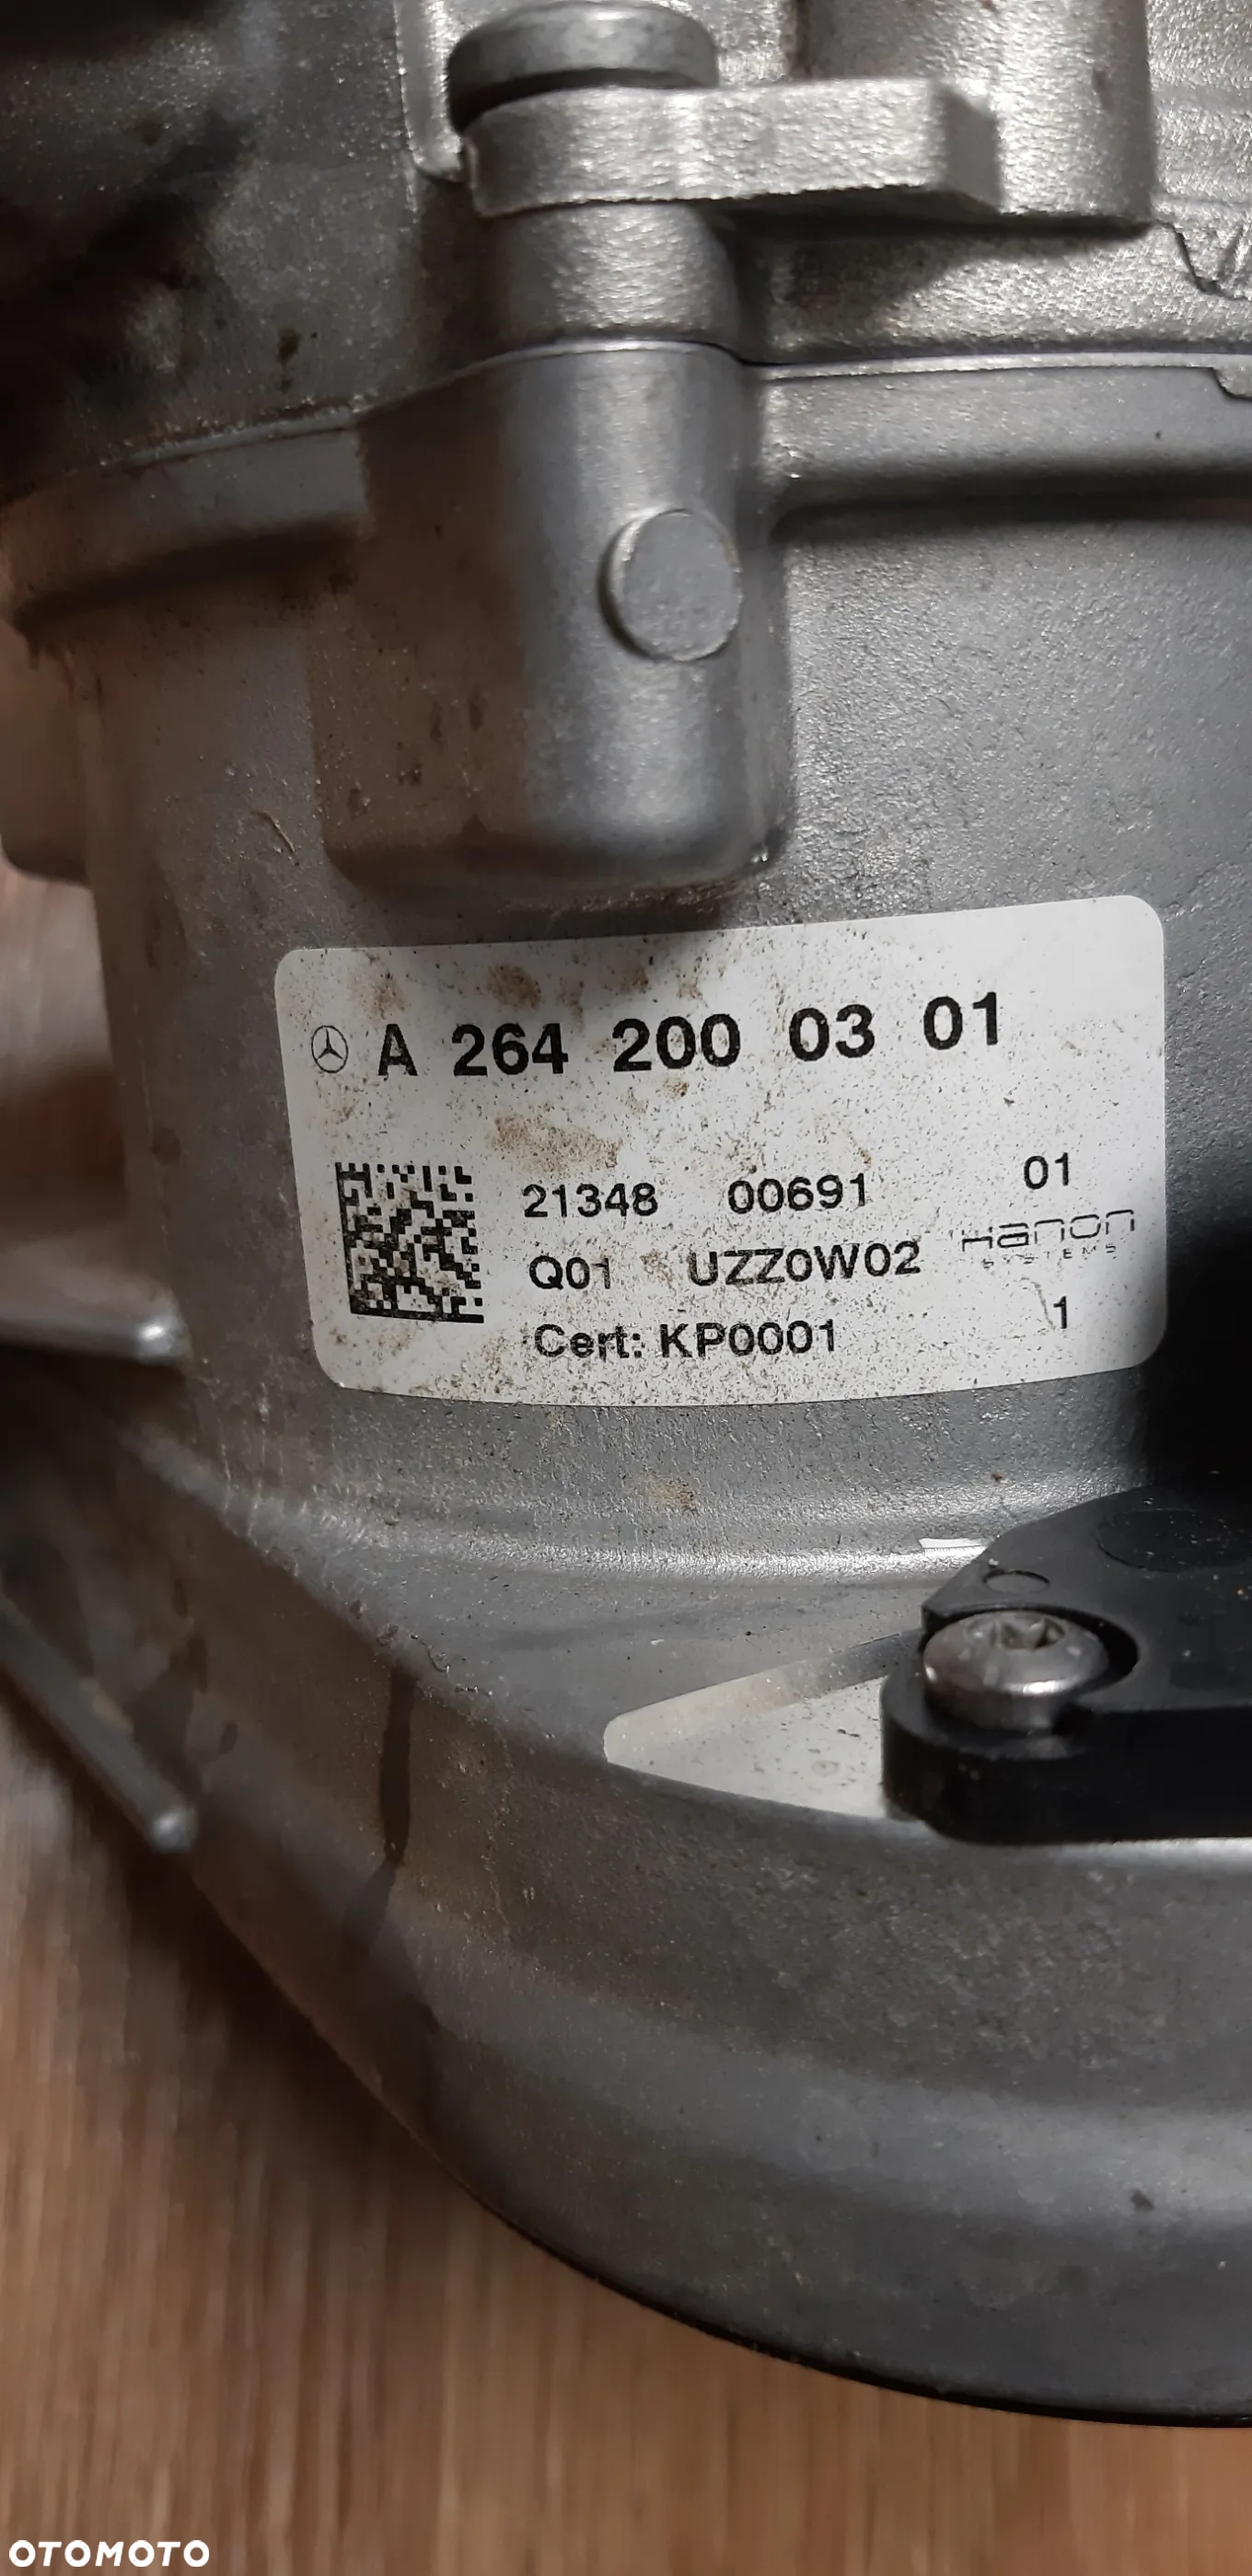 A 264 200 03 01
21348 00691 01
Q01 UZZ0W02 Hanon
SYSTEMS
Cert: KP0001 1
OTOMOTO